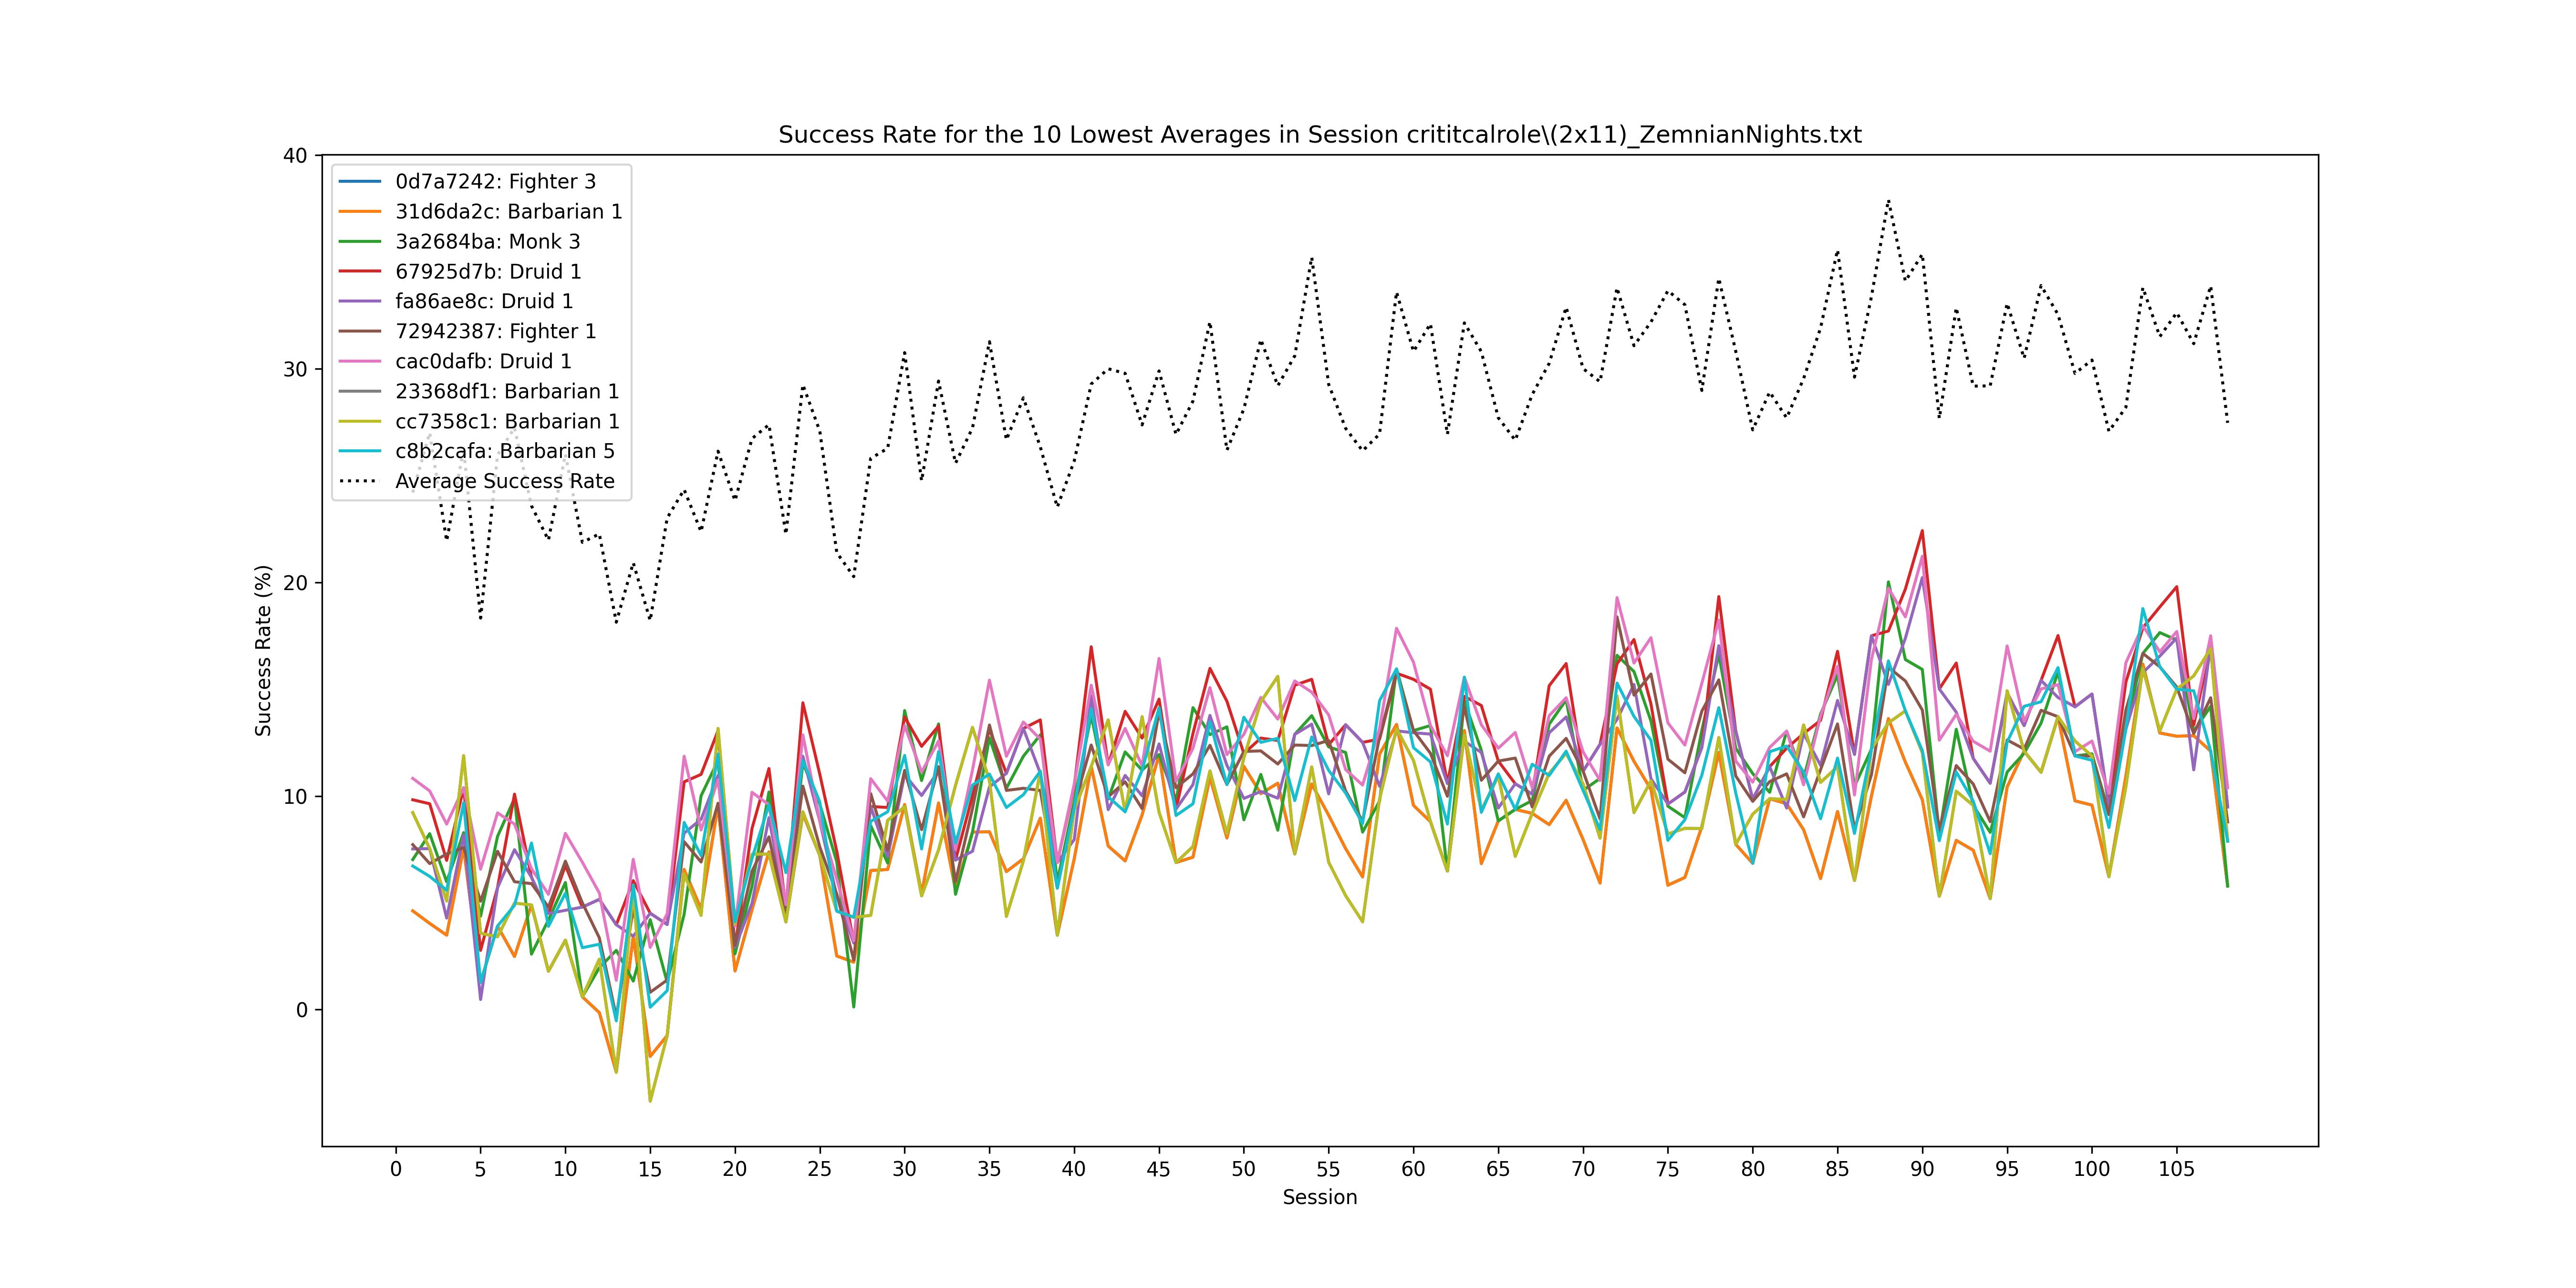 Success Rate for the 10 Lowest Averages in Session crititcalrole\(2x11)_ZemnianNights.txt
40
30
20
10
0
Success Rate (%)
0d7a7242: Fighter 3
31d6da2c: Barbarian 1
3a2684ba: Monk 3
67925d7b: Druid 1
fa86ae8c: Druid 1
72942387: Fighter 1
cac0dafb: Druid 1
23368df1: Barbarian 1
cc7358c1: Barbarian 1
c8b2cafa: Barbarian 5
Average Success Rate
0 5 10 15 20 25 30 35 40 45 50 55 60 65 70 75 80 85 90 95 100 105
Session